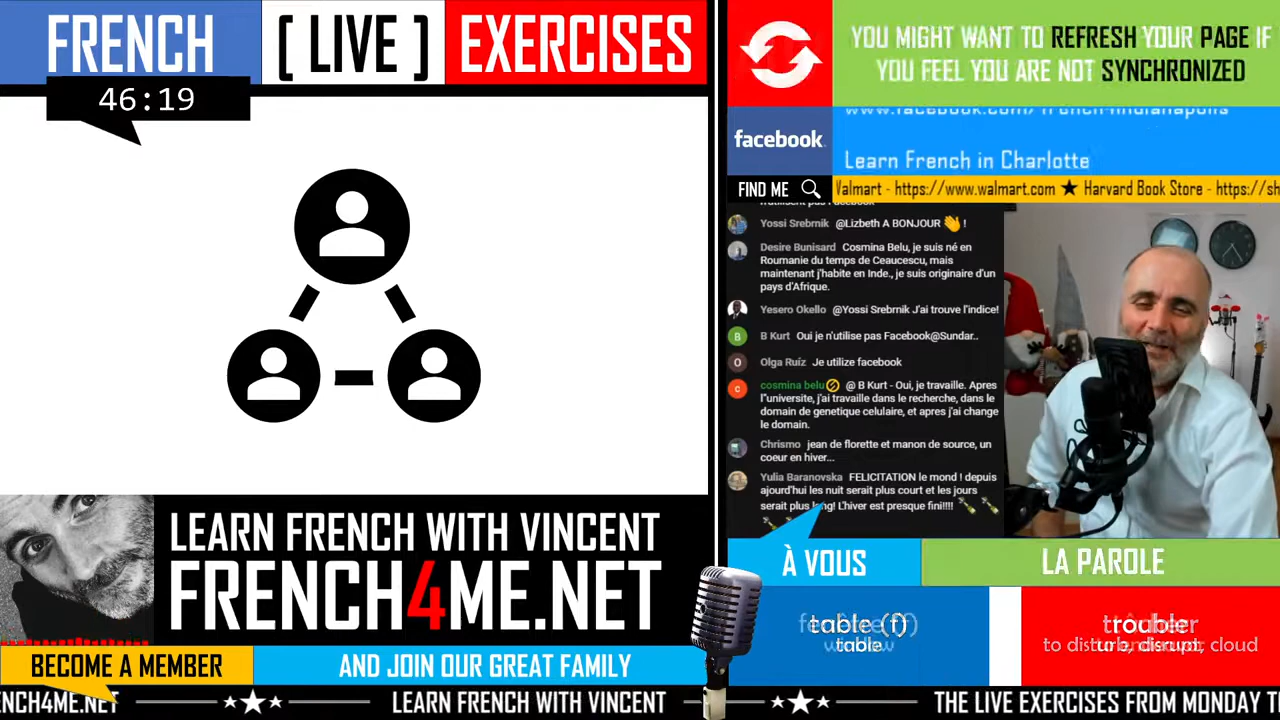 FRENCH [ LIVE ] EXERCISES
46:19
YOU MIGHT WANT TO REFRESH YOUR PAGE IF
YOU FEEL YOU ARE NOT SYNCHRONIZED
facebook.
Learn French in Charlotte
FIND ME
Walmart - https://www.walmart.com ★ Harvard Book Store - https://sh
Yossi Srebrnik @Lizbeth A BONJOUR 👋 !
Desire Bunisard Cosmina Belu, je suis né en
Roumanie du temps de Ceaucescu, mais
maintenant j'habite en Inde., je suis originaire d'un
pays d'Afrique.
Yesero Okello @Yossi Srebrnik J'ai trouve l'indice!
B Kurt Oui je n'utilise pas Facebook@Sundar..
Olga Ruíz Je utilize facebook
cosmina belu @ B Kurt - Oui, je travaille. Apres
l"universite, j'ai travaille dans le recherche, dans le
domain de genetique celulaire, et apres j'ai change
le domain.
Chrismo jean de florette et manon de source, un
coeur en hiver...
Yulia Baranovska FELICITATION le mond ! depuis
ajourd'hui les nuit serait plus court et les jours
serait plus long! L'hiver est presque fini!!!!
LEARN FRENCH WITH VINCENT
FRENCH4ME.NET
À VOUS LA PAROLE
table (f)
table
troubler
to disturb, disrupt, cloud
BECOME A MEMBER AND JOIN OUR GREAT FAMILY
NCH4ME.NET ★ LEARN FRENCH WITH VINCENT ★ THE LIVE EXERCISES FROM MONDAY T